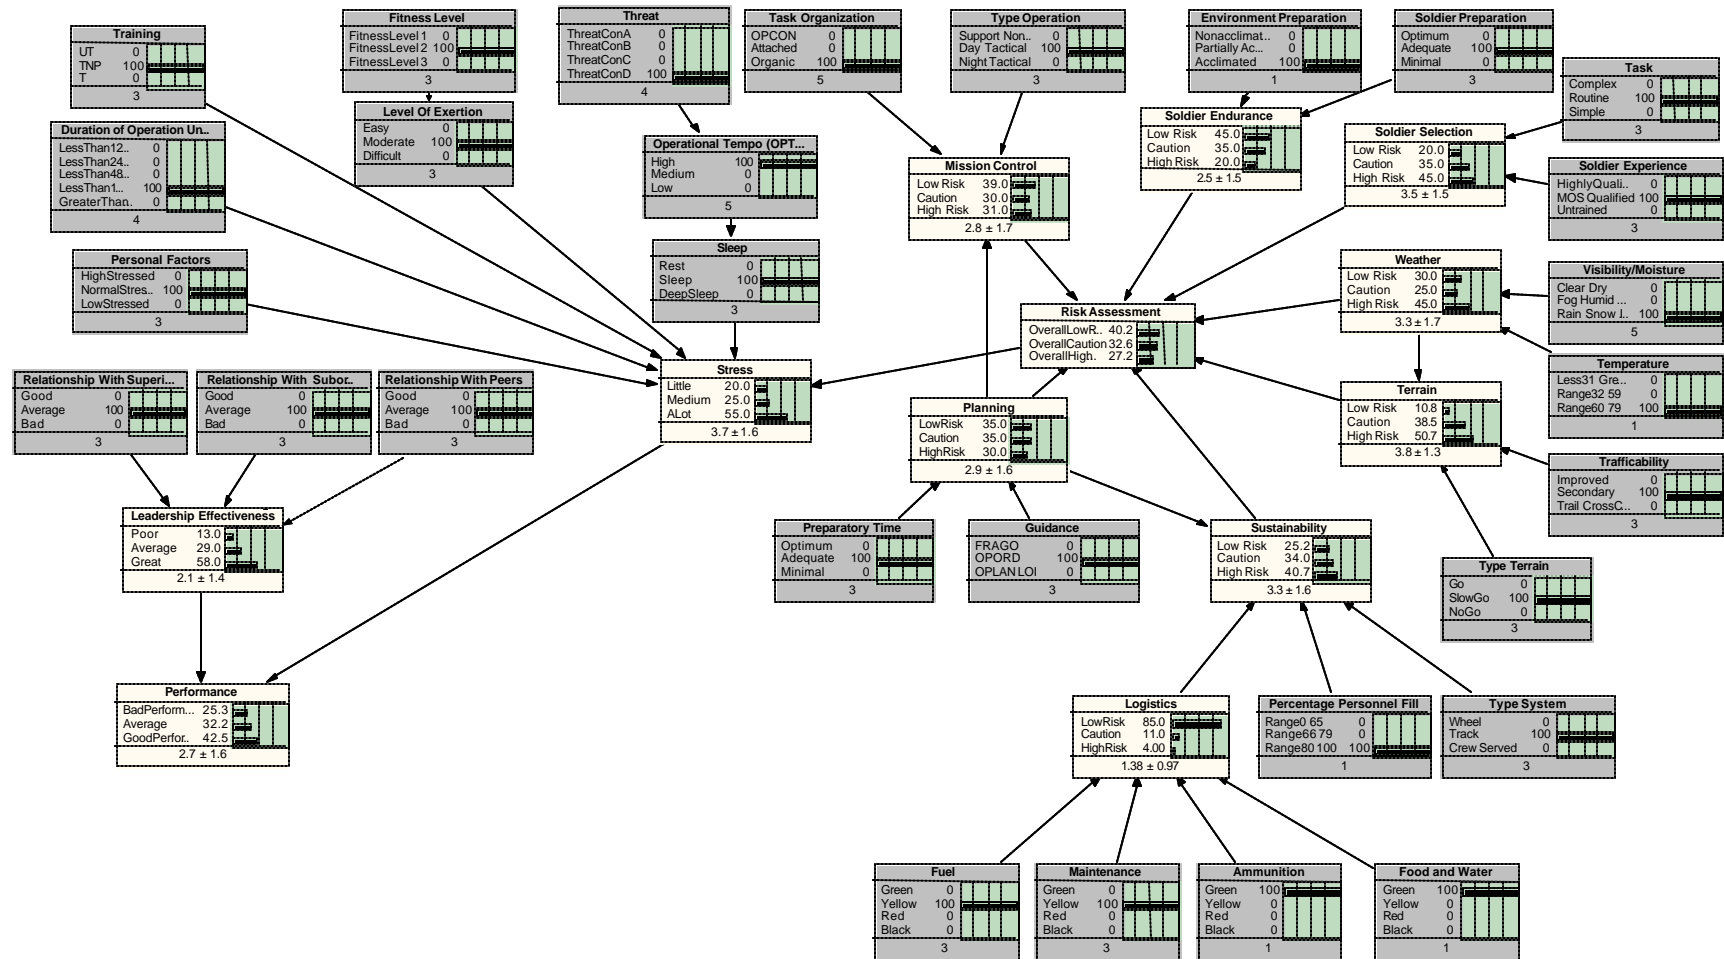 Training
UT 0
TNP 100
T 0
3
Fitness Level
FitnessLevel 1 0
FitnessLevel 2 100
FitnessLevel 3 0
3
Threat
ThreatConA 0
ThreatConB 0
ThreatConC 0
ThreatConD 100
4
Task Organization
OPCON 0
Attached 0
Organic 100
5
Type Operation
Support Non.. 0
Day Tactical 100
Night Tactical 0
3
Environment Preparation
Nonacclimat.. 0
Partially Ac... 0
Acclimated 100
1
Soldier Preparation
Optimum 0
Adequate 100
Minimal 0
3
Task
Complex 0
Routine 100
Simple 0
3
Duration of Operation Un...
LessThan12.. 0
LessThan24.. 0
LessThan48.. 0
LessThan1... 100
GreaterThan.. 0
4
Level Of Exertion
Easy 0
Moderate 100
Difficult 0
3
Operational Tempo (OPT...
High 100
Medium 0
Low 0
5
Mission Control
Low Risk 39.0
Caution 30.0
High Risk 31.0
2.8 ± 1.7
Soldier Endurance
Low Risk 45.0
Caution 35.0
High Risk 20.0
2.5 ± 1.5
Soldier Selection
Low Risk 20.0
Caution 35.0
High Risk 45.0
3.5 ± 1.5
Soldier Experience
HighlyQuali.. 0
MOS Qualified 100
Untrained 0
3
Personal Factors
HighStressed 0
NormalStres.. 100
LowStressed 0
3
Sleep
Rest 0
Sleep 100
DeepSleep 0
3
Weather
Low Risk 30.0
Caution 25.0
High Risk 45.0
3.3 ± 1.7
Visibility/Moisture
Clear Dry 0
Fog Humid ... 0
Rain Snow I.. 100
5
Risk Assessment
OverallLowR.. 40.2
OverallCaution 32.6
OverallHigh.. 27.2
Temperature
Less31 Gre... 0
Range32 59 0
Range60 79 100
1
Relationship With Superi...
Good 0
Average 100
Bad 0
3
Relationship With Subor..
Good 0
Average 100
Bad 0
3
Relationship With Peers
Good 0
Average 100
Bad 0
3
Stress
Little 20.0
Medium 25.0
ALot 55.0
3.7 ± 1.6
Planning
LowRisk 35.0
Caution 35.0
HighRisk 30.0
2.9 ± 1.6
Terrain
Low Risk 10.8
Caution 38.5
High Risk 50.7
3.8 ± 1.3
Trafficability
Improved 0
Secondary 100
Trail CrossC... 0
3
Leadership Effectiveness
Poor 13.0
Average 29.0
Great 58.0
2.1 ± 1.4
Preparatory Time
Optimum 0
Adequate 100
Minimal 0
3
Guidance
FRAGO 0
OPORD 100
OPLAN LOI 0
3
Sustainability
Low Risk 25.2
Caution 34.0
High Risk 40.7
3.3 ± 1.6
Type Terrain
Go 0
SlowGo 100
NoGo 0
3
Performance
BadPerform... 25.3
Average 32.2
GoodPerfor.. 42.5
2.7 ± 1.6
Logistics
LowRisk 85.0
Caution 11.0
HighRisk 4.00
1.38 ± 0.97
Percentage Personnel Fill
Range0 65 0
Range66 79 0
Range80 100 100
1
Type System
Wheel 0
Track 100
Crew Served 0
3
Fuel
Green 0
Yellow 100
Red 0
Black 0
3
Maintenance
Green 0
Yellow 100
Red 0
Black 0
3
Ammunition
Green 100
Yellow 0
Red 0
Black 0
1
Food and Water
Green 100
Yellow 0
Red 0
Black 0
1